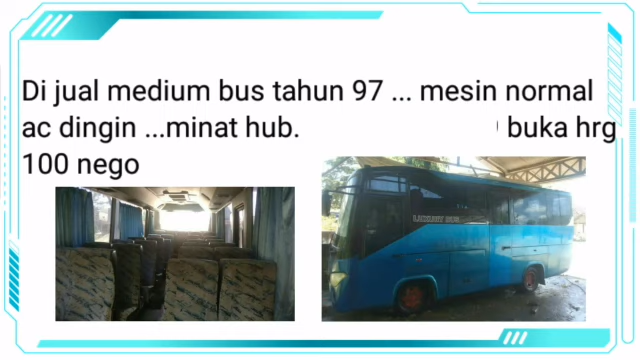 Di jual medium bus tahun 97 ... mesin normal
ac dingin ...minat hub. buka hrg
100 nego
LUXURY BUS